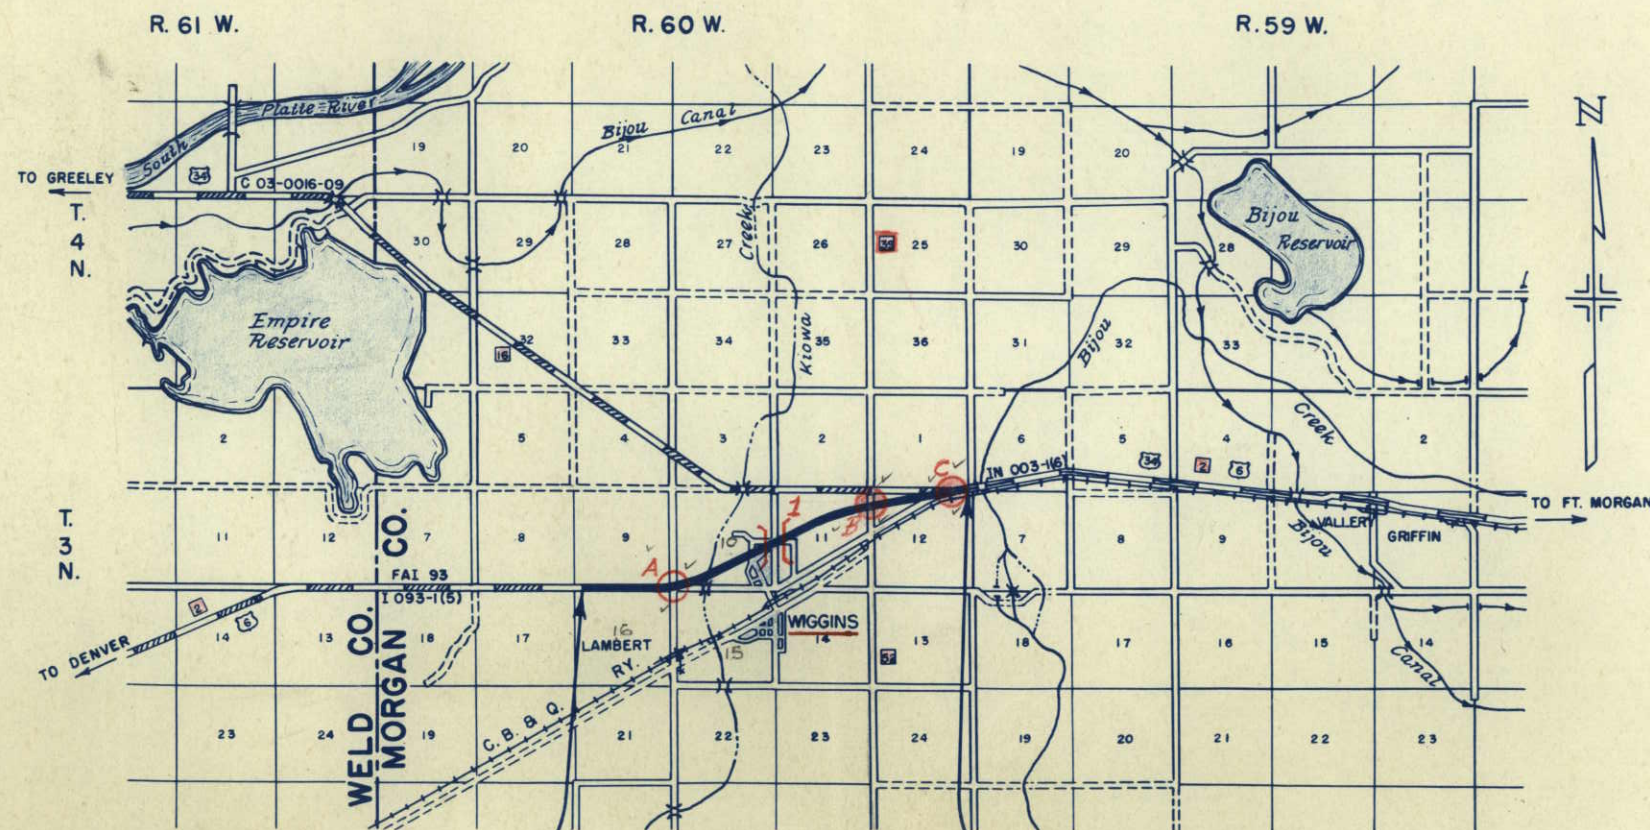 R. 61 W. R. 60 W. R. 59 W.
South Platte River
TO GREELEY
34
C 03-0016-09
T. 4 N.
19 20 21 22 23 24 19 20
Bijou Canal
Creek
Bijou Reservoir
30 29 28 27 26 25 30 29 28
Empire Reservoir
16
32 33 34 35 36 31 32 33
Kiowa
Bijou
Creek
2 5 4 3 2 1 6 5 4 2
C
IN 003-1(6)
34 2 6
TO FT. MORGAN
T. 3 N.
1
B
11 12 7 8 9 10 11 12 7 8 9
VALLERY
GRIFFIN
Bijou
A
FAI 93
I 093-1(5)
2
6
TO DENVER
14 13 18 17 16 15 14 13 18 17 16 15 14
LAMBERT
WIGGINS
52
Canal
WELD CO.
MORGAN CO.
C. B. & Q. RY.
23 24 19 21 22 23 24 19 20 21 22 23
N